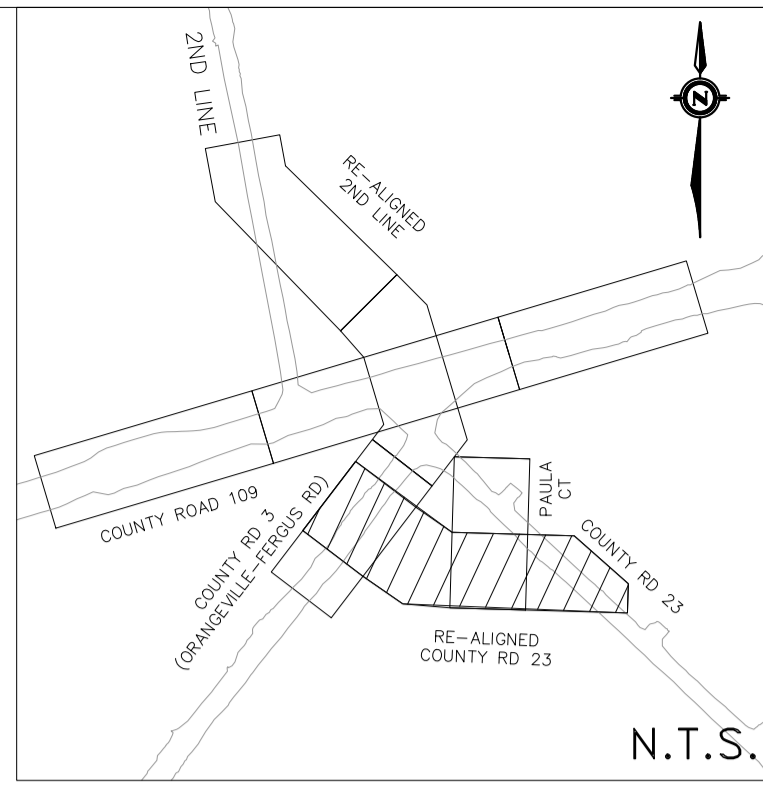 2ND LINE
RE-ALIGNED
2ND LINE
N
COUNTY ROAD 109
COUNTY RD 3
(ORANGEVILLE-FERGUS RD)
PAULA
CT
COUNTY RD 23
RE-ALIGNED
COUNTY RD 23
N.T.S.